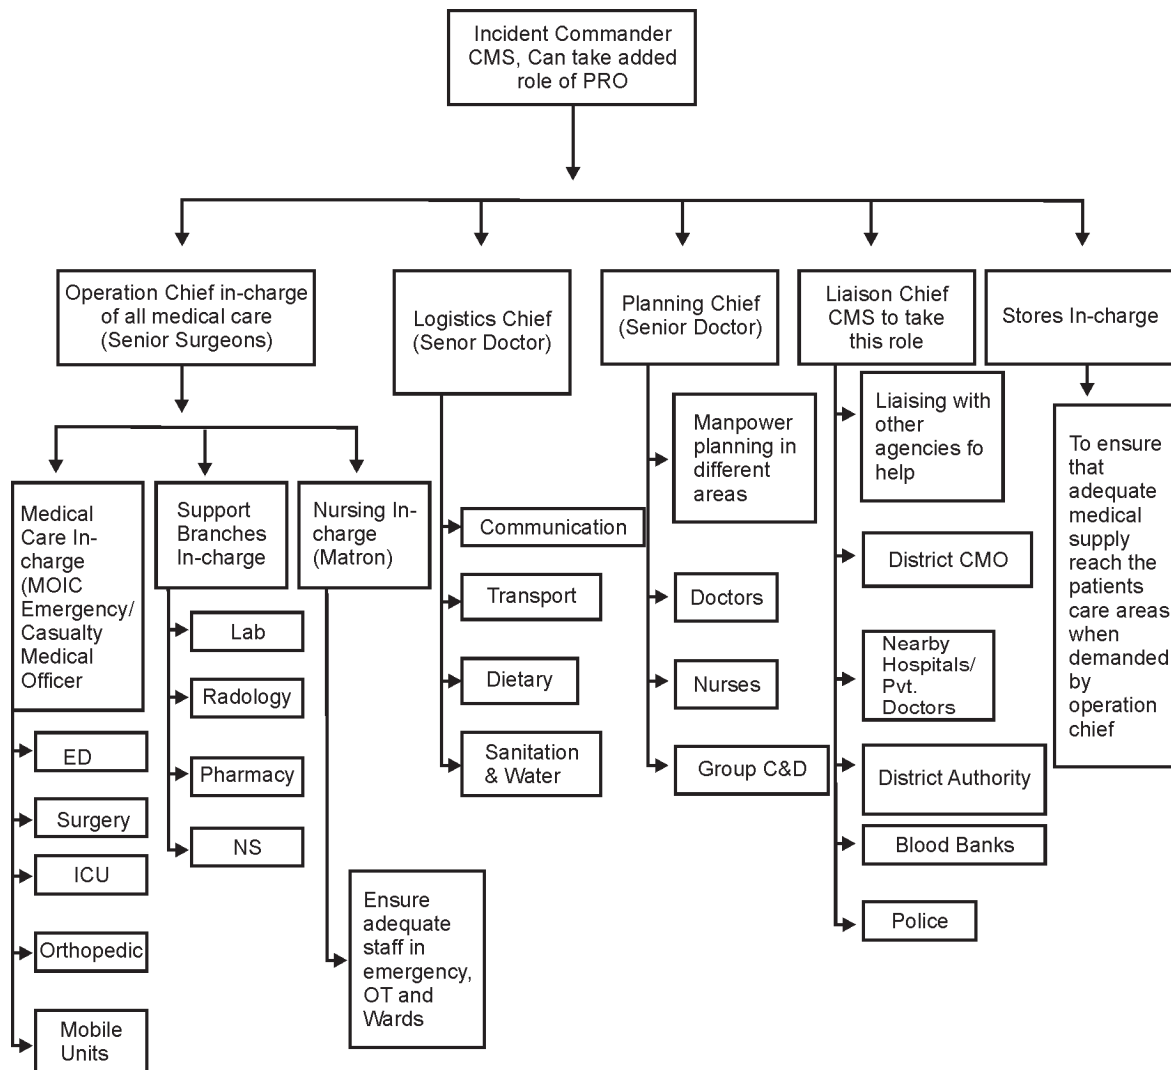 Incident Commander
CMS, Can take added
role of PRO
Operation Chief in-charge
of all medical care
(Senior Surgeons)
Logistics Chief
(Senor Doctor)
Planning Chief
(Senior Doctor)
Liaison Chief
CMS to take
this role
Stores In-charge
Medical
Care In-
charge
(MOIC
Emergency/
Casualty
Medical
Officer
Support
Branches
In-charge
Nursing In-
charge
(Matron)
ED
Surgery
ICU
Orthopedic
Mobile
Units
Lab
Radology
Pharmacy
NS
Ensure
adequate
staff in
emergency,
OT and
Wards
Communication
Transport
Dietary
Sanitation
& Water
Manpower
planning in
different
areas
Doctors
Nurses
Group C&D
Liaising with
other
agencies fo
help
District CMO
Nearby
Hospitals/
Pvt.
Doctors
District Authority
Blood Banks
Police
To ensure
that
adequate
medical
supply
reach the
patients
care areas
when
demanded
by
operation
chief